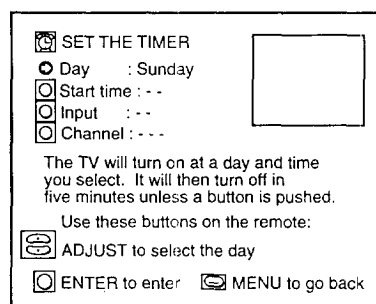 SET THE TIMER
Day : Sunday
Start time : - -
Input : - -
Channel : - - -
The TV will turn on at a day and time
you select. It will then turn off in
five minutes unless a button is pushed.
Use these buttons on the remote:
ADJUST to select the day
ENTER to enter MENU to go back